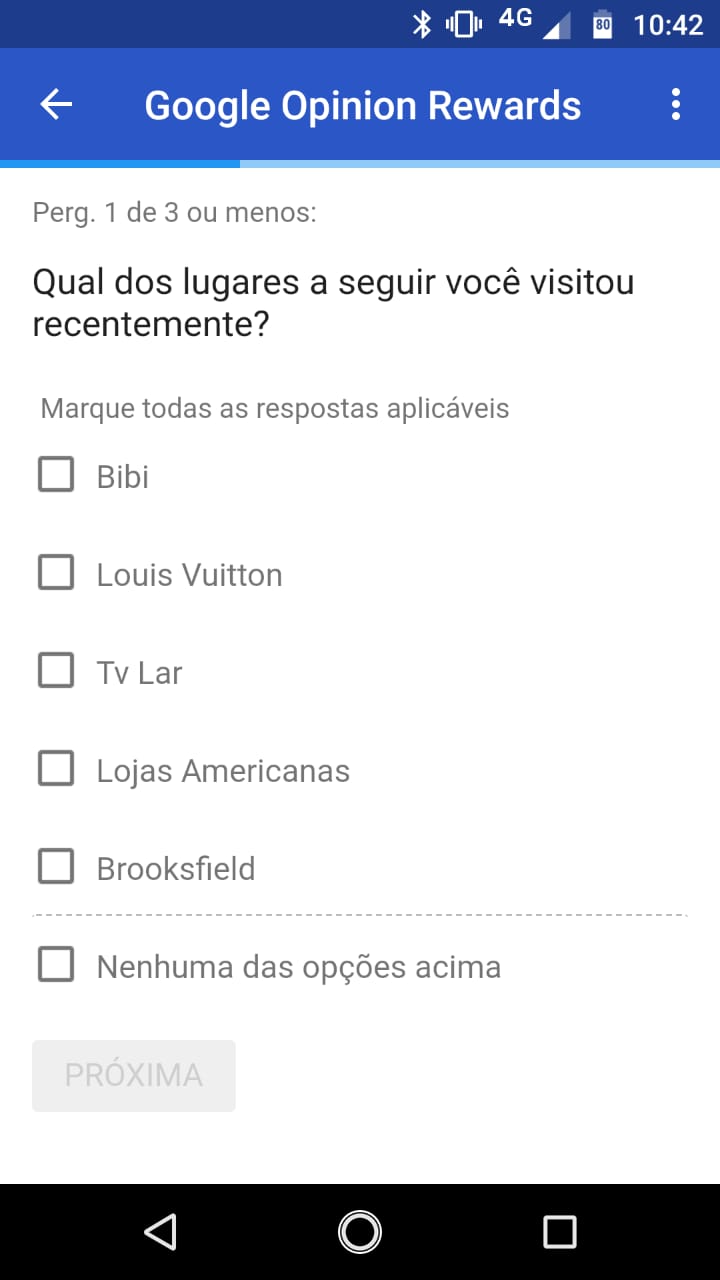 4G 80 10:42
Google Opinion Rewards
Perg. 1 de 3 ou menos:
Qual dos lugares a seguir você visitou
recentemente?
Marque todas as respostas aplicáveis
Bibi
Louis Vuitton
Tv Lar
Lojas Americanas
Brooksfield
Nenhuma das opções acima
PRÓXIMA